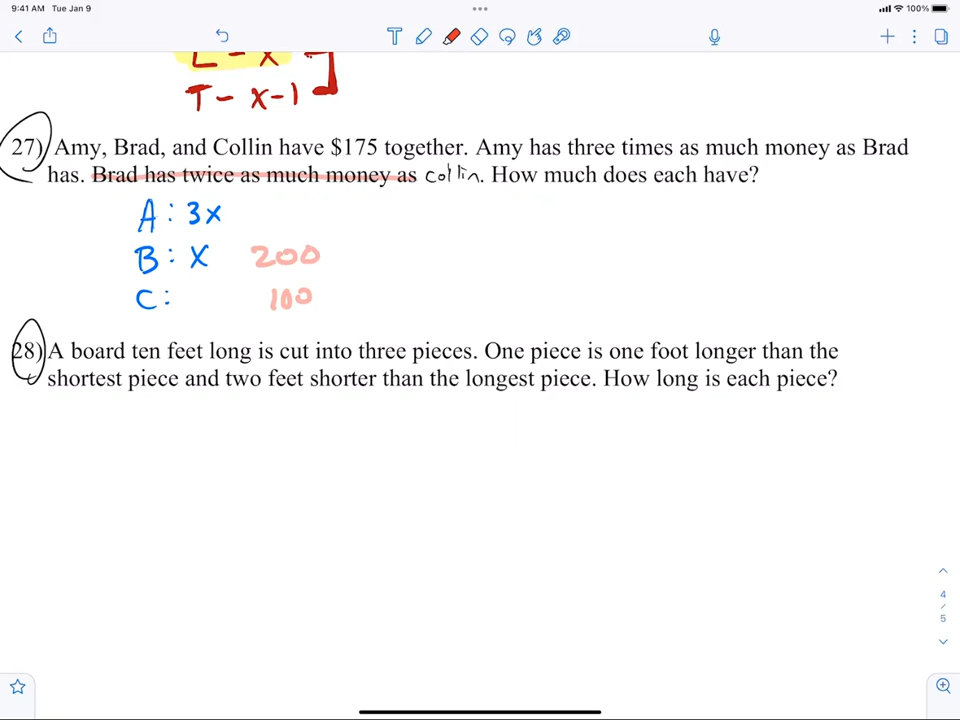 9:41 AM Tue Jan 9
100%
L - x
T - x-1
27) Amy, Brad, and Collin have $175 together. Amy has three times as much money as Brad
has. Brad has twice as much money as collin. How much does each have?
A: 3x
B: x 200
C: 100
28) A board ten feet long is cut into three pieces. One piece is one foot longer than the
shortest piece and two feet shorter than the longest piece. How long is each piece?
4
/
5